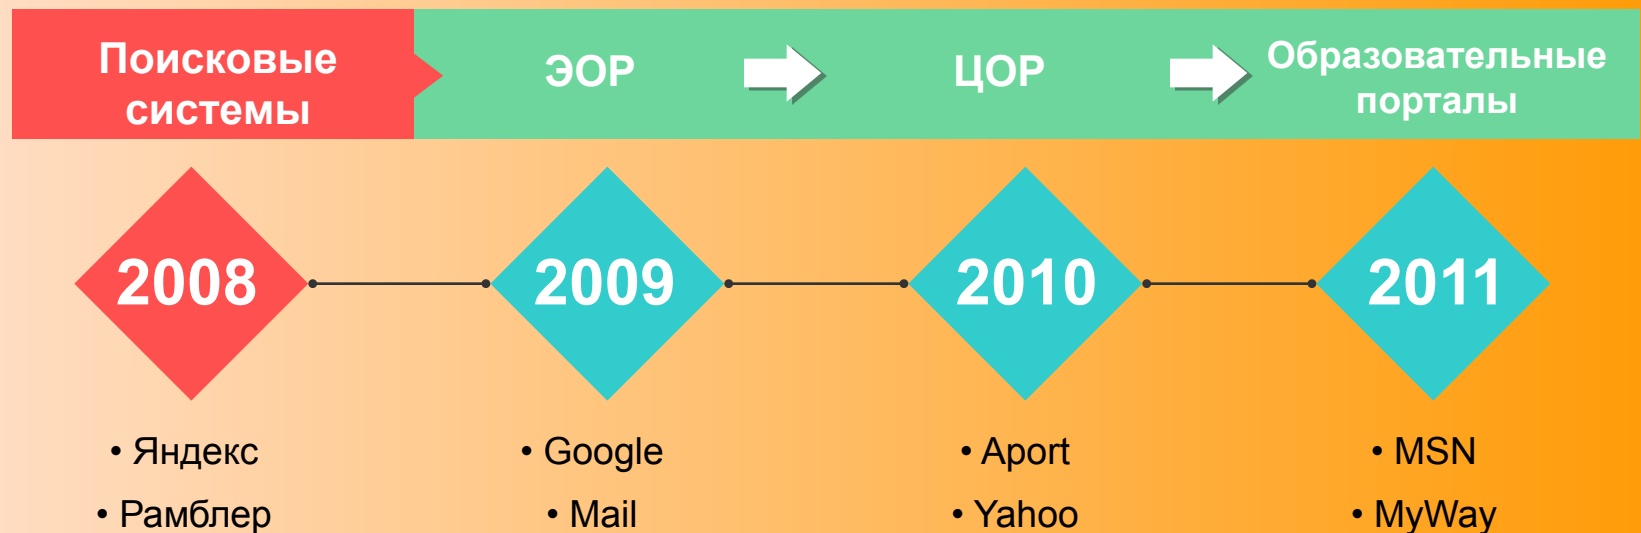 Поисковые
системы
ЭОР
ЦОР
Образовательные
порталы
2008
2009
2010
2011
• Яндекс
• Рамблер
• Google
• Mail
• Aport
• Yahoo
• MSN
• MyWay